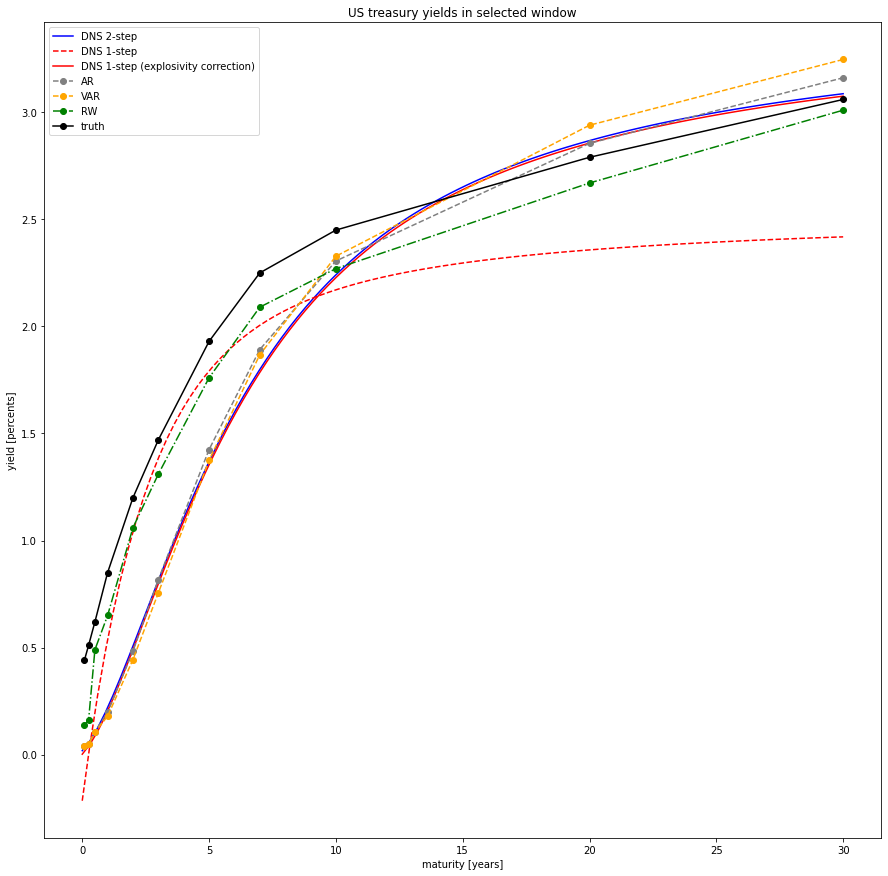 US treasury yields in selected window
DNS 2-step
DNS 1-step
DNS 1-step (explosivity correction)
AR
VAR
RW
truth
3.0
2.5
2.0
1.5
1.0
0.5
0.0
yield [percents]
0 5 10 15 20 25 30
maturity [years]